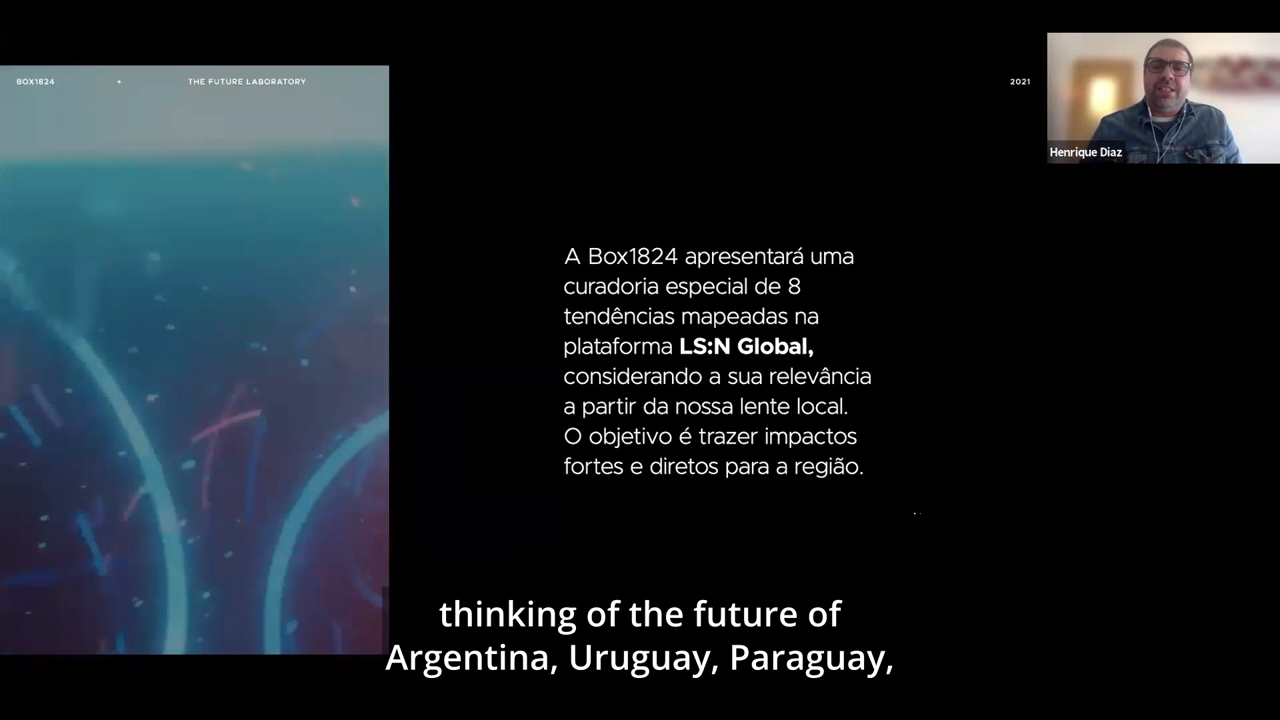 BOX1824 + THE FUTURE LABORATORY 2021
Henrique Diaz
A Box1824 apresentará uma
curadoria especial de 8
tendências mapeadas na
plataforma LS:N Global,
considerando a sua relevância
a partir da nossa lente local.
O objetivo é trazer impactos
fortes e diretos para a região.
thinking of the future of
Argentina, Uruguay, Paraguay,